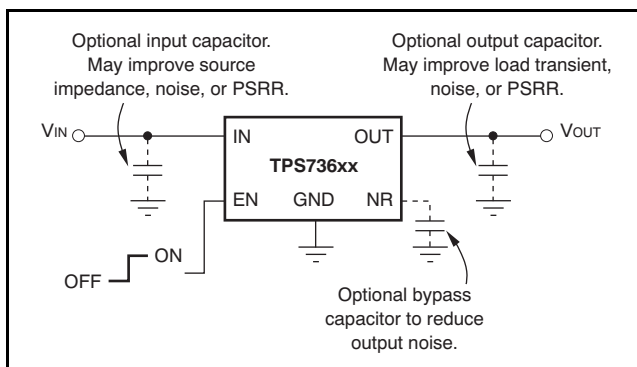 Optional input capacitor.
May improve source
impedance, noise, or PSRR.
Optional output capacitor.
May improve load transient,
noise, or PSRR.
VIN
IN
OUT
VOUT
TPS736xx
EN
GND
NR
ON
OFF
Optional bypass
capacitor to reduce
output noise.